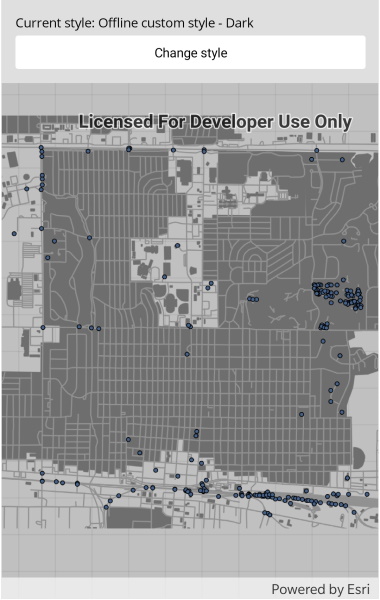 Current style: Offline custom style - Dark
Change style
Licensed For Developer Use Only
Powered by Esri